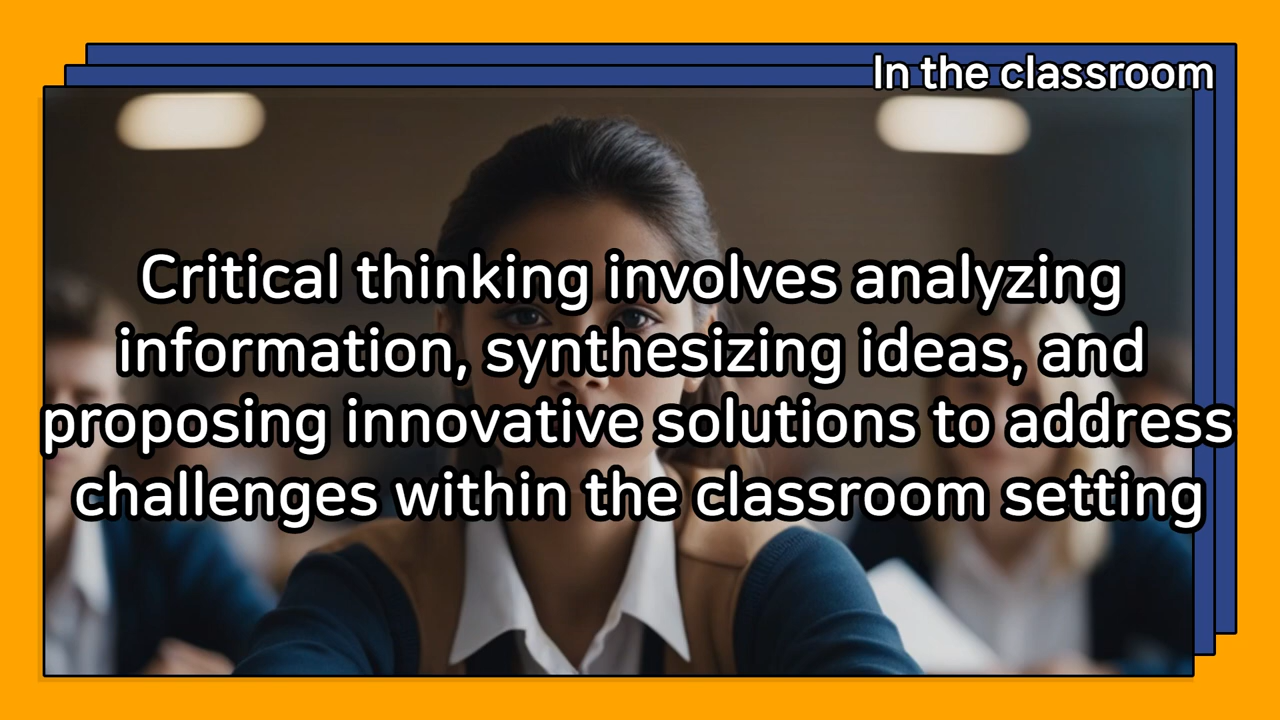 In the classroom
Critical thinking involves analyzing
information, synthesizing ideas, and
proposing innovative solutions to address
challenges within the classroom setting